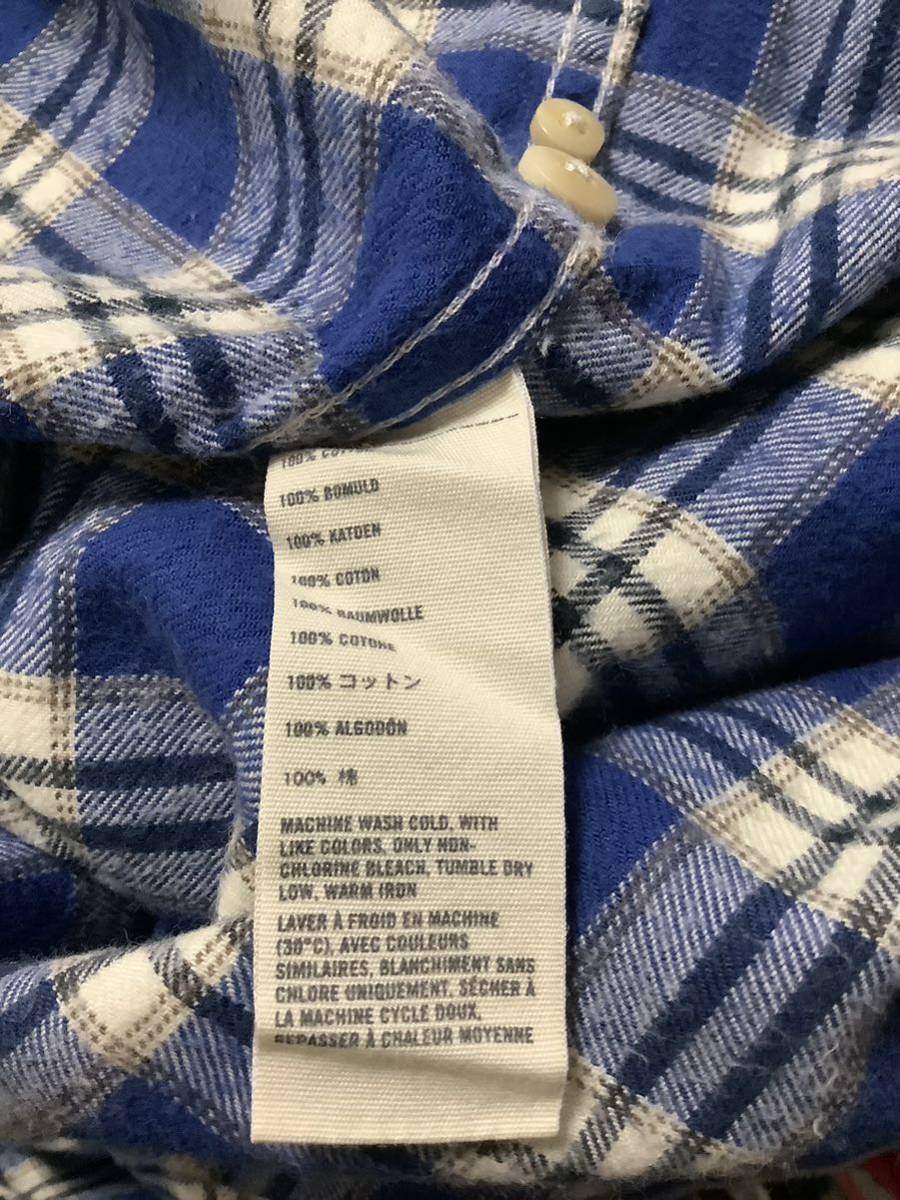 100%
100% BOMULD
100% KATOEN
100% COTON
100% BAUMWOLLE
100% COTONE
100% コットン
100% ALGODÓN
100% 棉
MACHINE WASH COLD, WITH
LIKE COLORS, ONLY NON-
CHLORINE BLEACH, TUMBLE DRY
LOW, WARM IRON
LAVER À FROID EN MACHINE
(30°C), AVEC COULEURS
SIMILAIRES, BLANCHIMENT SANS
CHLORE UNIQUEMENT, SÉCHER À
LA MACHINE CYCLE DOUX,
REPASSER À CHALEUR MOYENNE